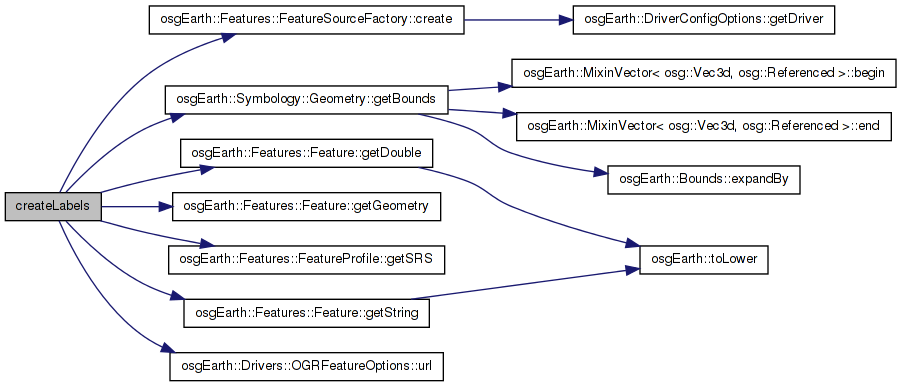 createLabels
osgEarth::Features::FeatureSourceFactory::create
osgEarth::DriverConfigOptions::getDriver
osgEarth::Symbology::Geometry::getBounds
osgEarth::MixinVector< osg::Vec3d, osg::Referenced >::begin
osgEarth::MixinVector< osg::Vec3d, osg::Referenced >::end
osgEarth::Bounds::expandBy
osgEarth::Features::Feature::getDouble
osgEarth::toLower
osgEarth::Features::Feature::getGeometry
osgEarth::Features::FeatureProfile::getSRS
osgEarth::Features::Feature::getString
osgEarth::Drivers::OGRFeatureOptions::url